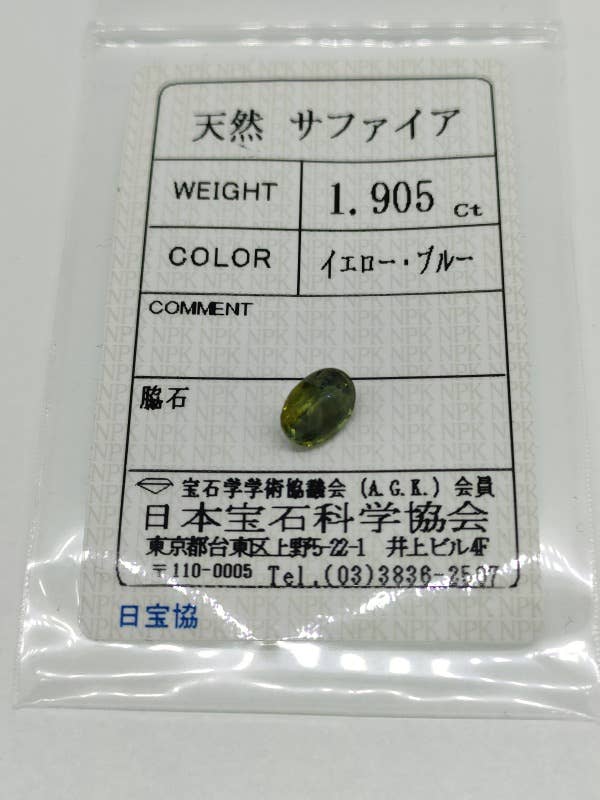 天然 サファイア
WEIGHT 1.905 Ct
COLOR イエロー・ブルー
COMMENT
脇石
宝石学学術協議会 (A.G.K.) 会員
日本宝石科学協会
東京都台東区上野5-22-1 井上ビル4F
〒110-0005 Tel.(03)3836-2507
日宝協